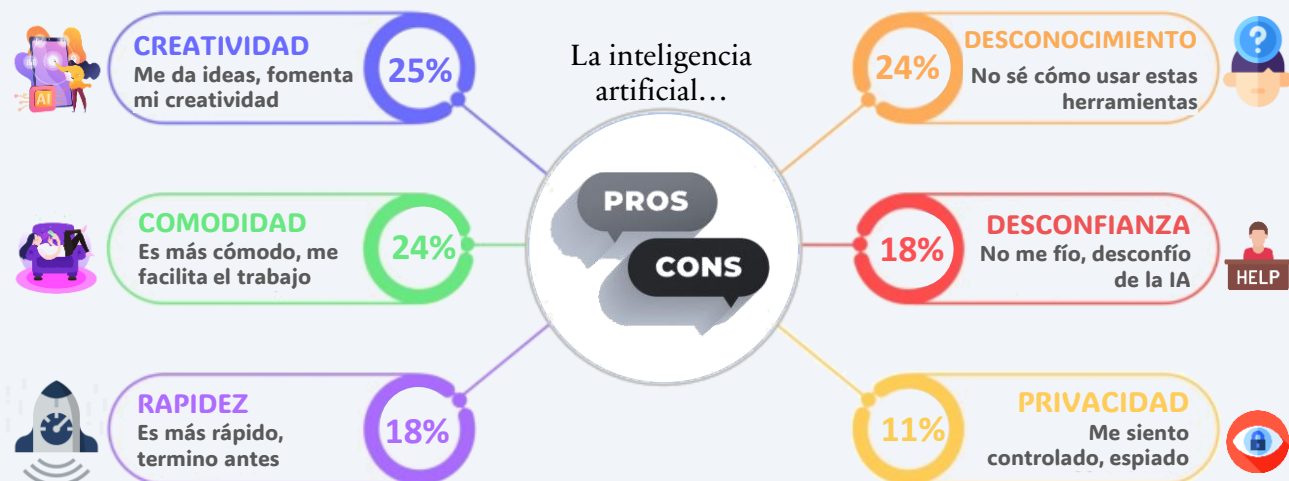 CREATIVIDAD
Me da ideas, fomenta
mi creatividad
25%
AI
COMODIDAD
Es más cómodo, me
facilita el trabajo
24%
RAPIDEZ
Es más rápido,
termino antes
18%
La inteligencia
artificial…
PROS
CONS
24%
DESCONOCIMIENTO
No sé cómo usar estas
herramientas
?
18%
DESCONFIANZA
No me fío, desconfío
de la IA
HELP
11%
PRIVACIDAD
Me siento
controlado, espiado